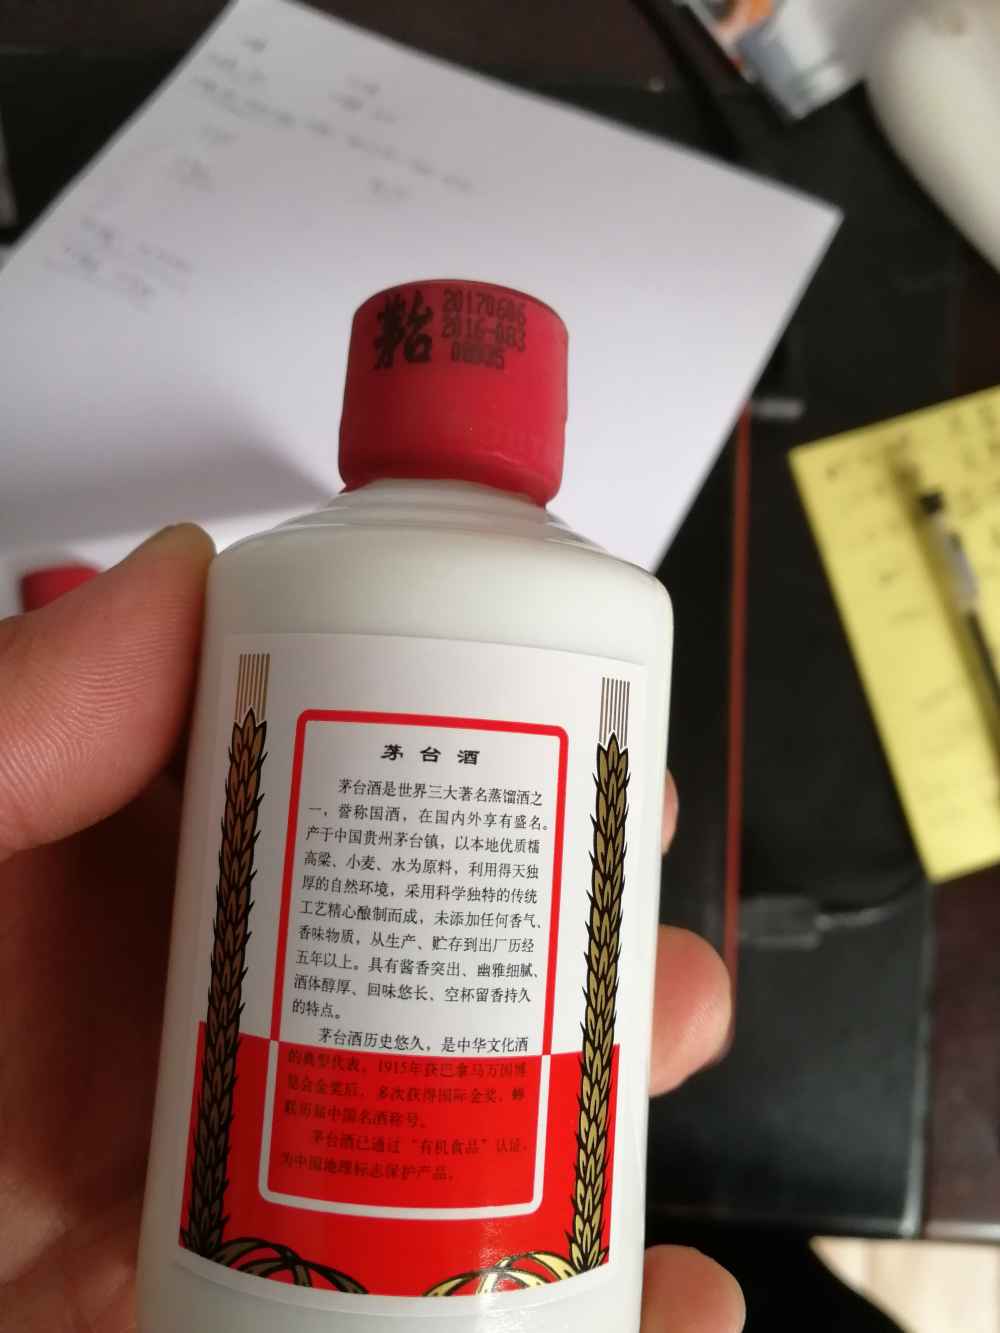 茅台
20170606
2016-083
茅台酒
茅台酒是世界三大著名蒸馏酒之
一，誉称国酒，在国内外享有盛名。
产于中国贵州茅台镇，以本地优质糯
高粱、小麦、水为原料，利用得天独
厚的自然环境，采用科学独特的传统
工艺精心酿制而成，未添加任何香气、
香味物质，从生产、贮存到出厂历经
五年以上。具有酱香突出、幽雅细腻、
酒体醇厚、回味悠长、空杯留香持久
的特点。
茅台酒历史悠久，是中华文化酒
的典型代表，1915年获巴拿马万国博
览会金奖后，多次获得国际金奖，蝉
联历届中国名酒称号。
茅台酒已通过“有机食品”认证，
为中国地理标志保护产品。